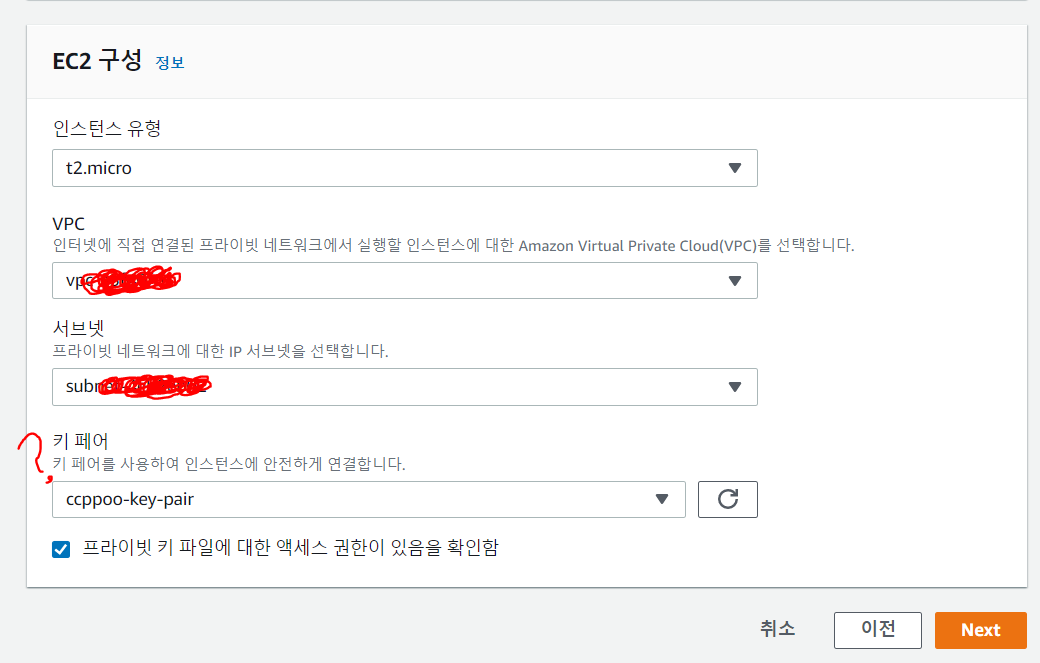 EC2 구성 정보
인스턴스 유형
t2.micro
VPC
인터넷에 직접 연결된 프라이빗 네트워크에서 실행할 인스턴스에 대한 Amazon Virtual Private Cloud(VPC)를 선택합니다.
서브넷
프라이빗 네트워크에 대한 IP 서브넷을 선택합니다.
?
키 페어
키 페어를 사용하여 인스턴스에 안전하게 연결합니다.
ccppoo-key-pair
프라이빗 키 파일에 대한 액세스 권한이 있음을 확인함
취소 이전 Next